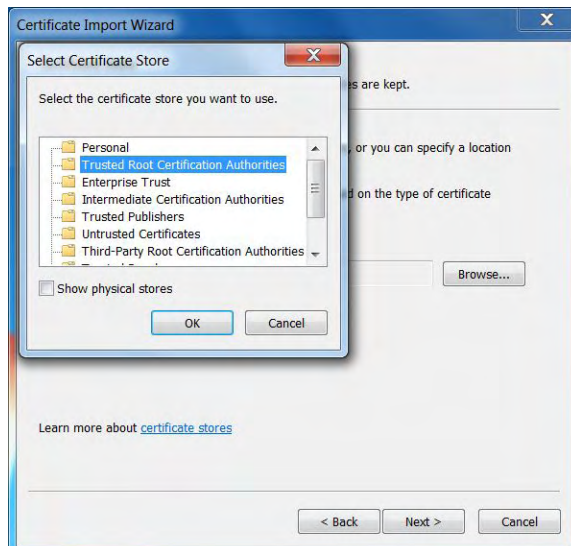 Certificate Import Wizard
Select Certificate Store
Select the certificate store you want to use.
are kept.
Personal
, or you can specify a location
Trusted Root Certification Authorities
Enterprise Trust
on the type of certificate
Intermediate Certification Authorities
Trusted Publishers
Untrusted Certificates
Third-Party Root Certification Authorities
Browse...
Show physical stores
OK
Cancel
Learn more about certificate stores
< Back
Next >
Cancel